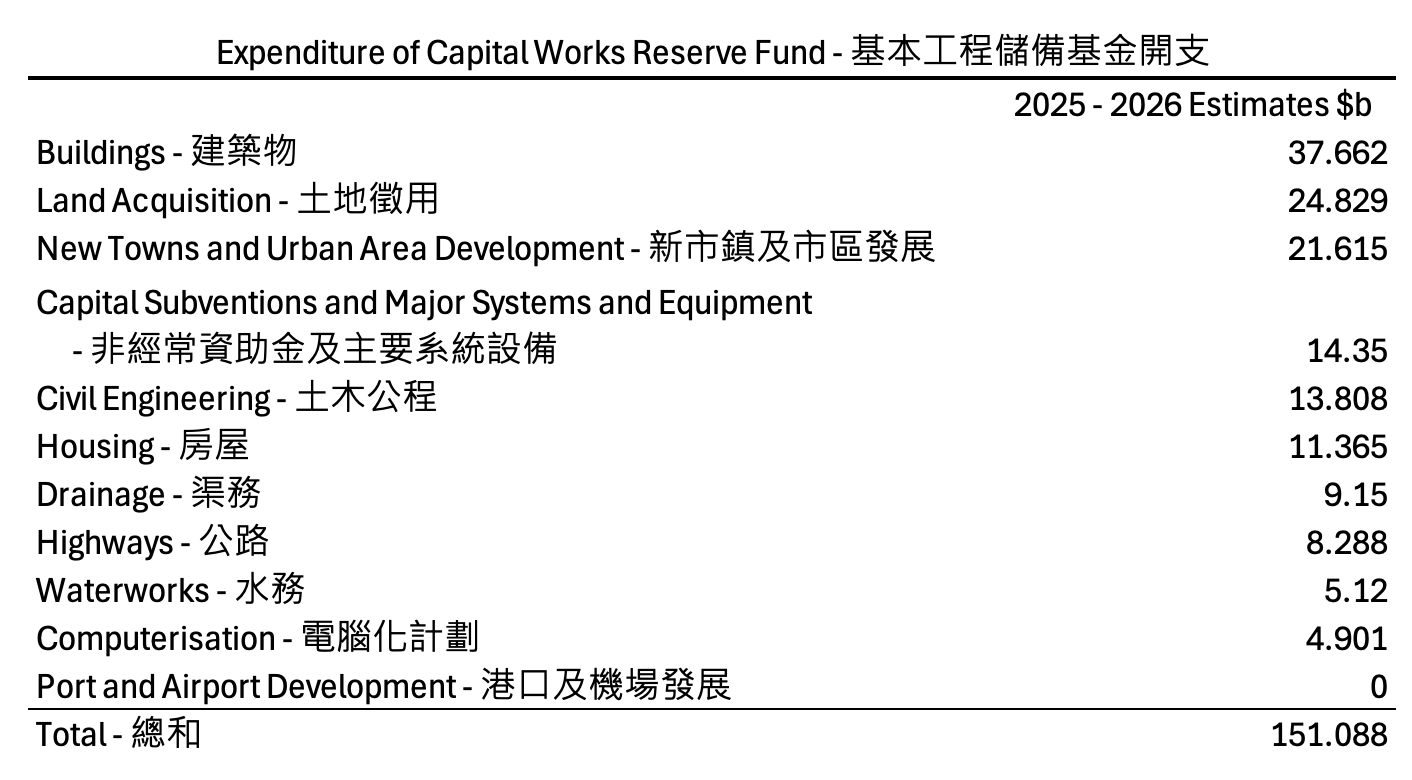 Expenditure of Capital Works Reserve Fund - 基本工程儲備基金開支
2025 - 2026 Estimates $b
Buildings - 建築物 37.662
Land Acquisition - 土地徵用 24.829
New Towns and Urban Area Development - 新市鎮及市區發展 21.615
Capital Subventions and Major Systems and Equipment
- 非經常資助金及主要系統設備 14.35
Civil Engineering - 土木公程 13.808
Housing - 房屋 11.365
Drainage - 渠務 9.15
Highways - 公路 8.288
Waterworks - 水務 5.12
Computerisation - 電腦化計劃 4.901
Port and Airport Development - 港口及機場發展 0
Total - 總和 151.088